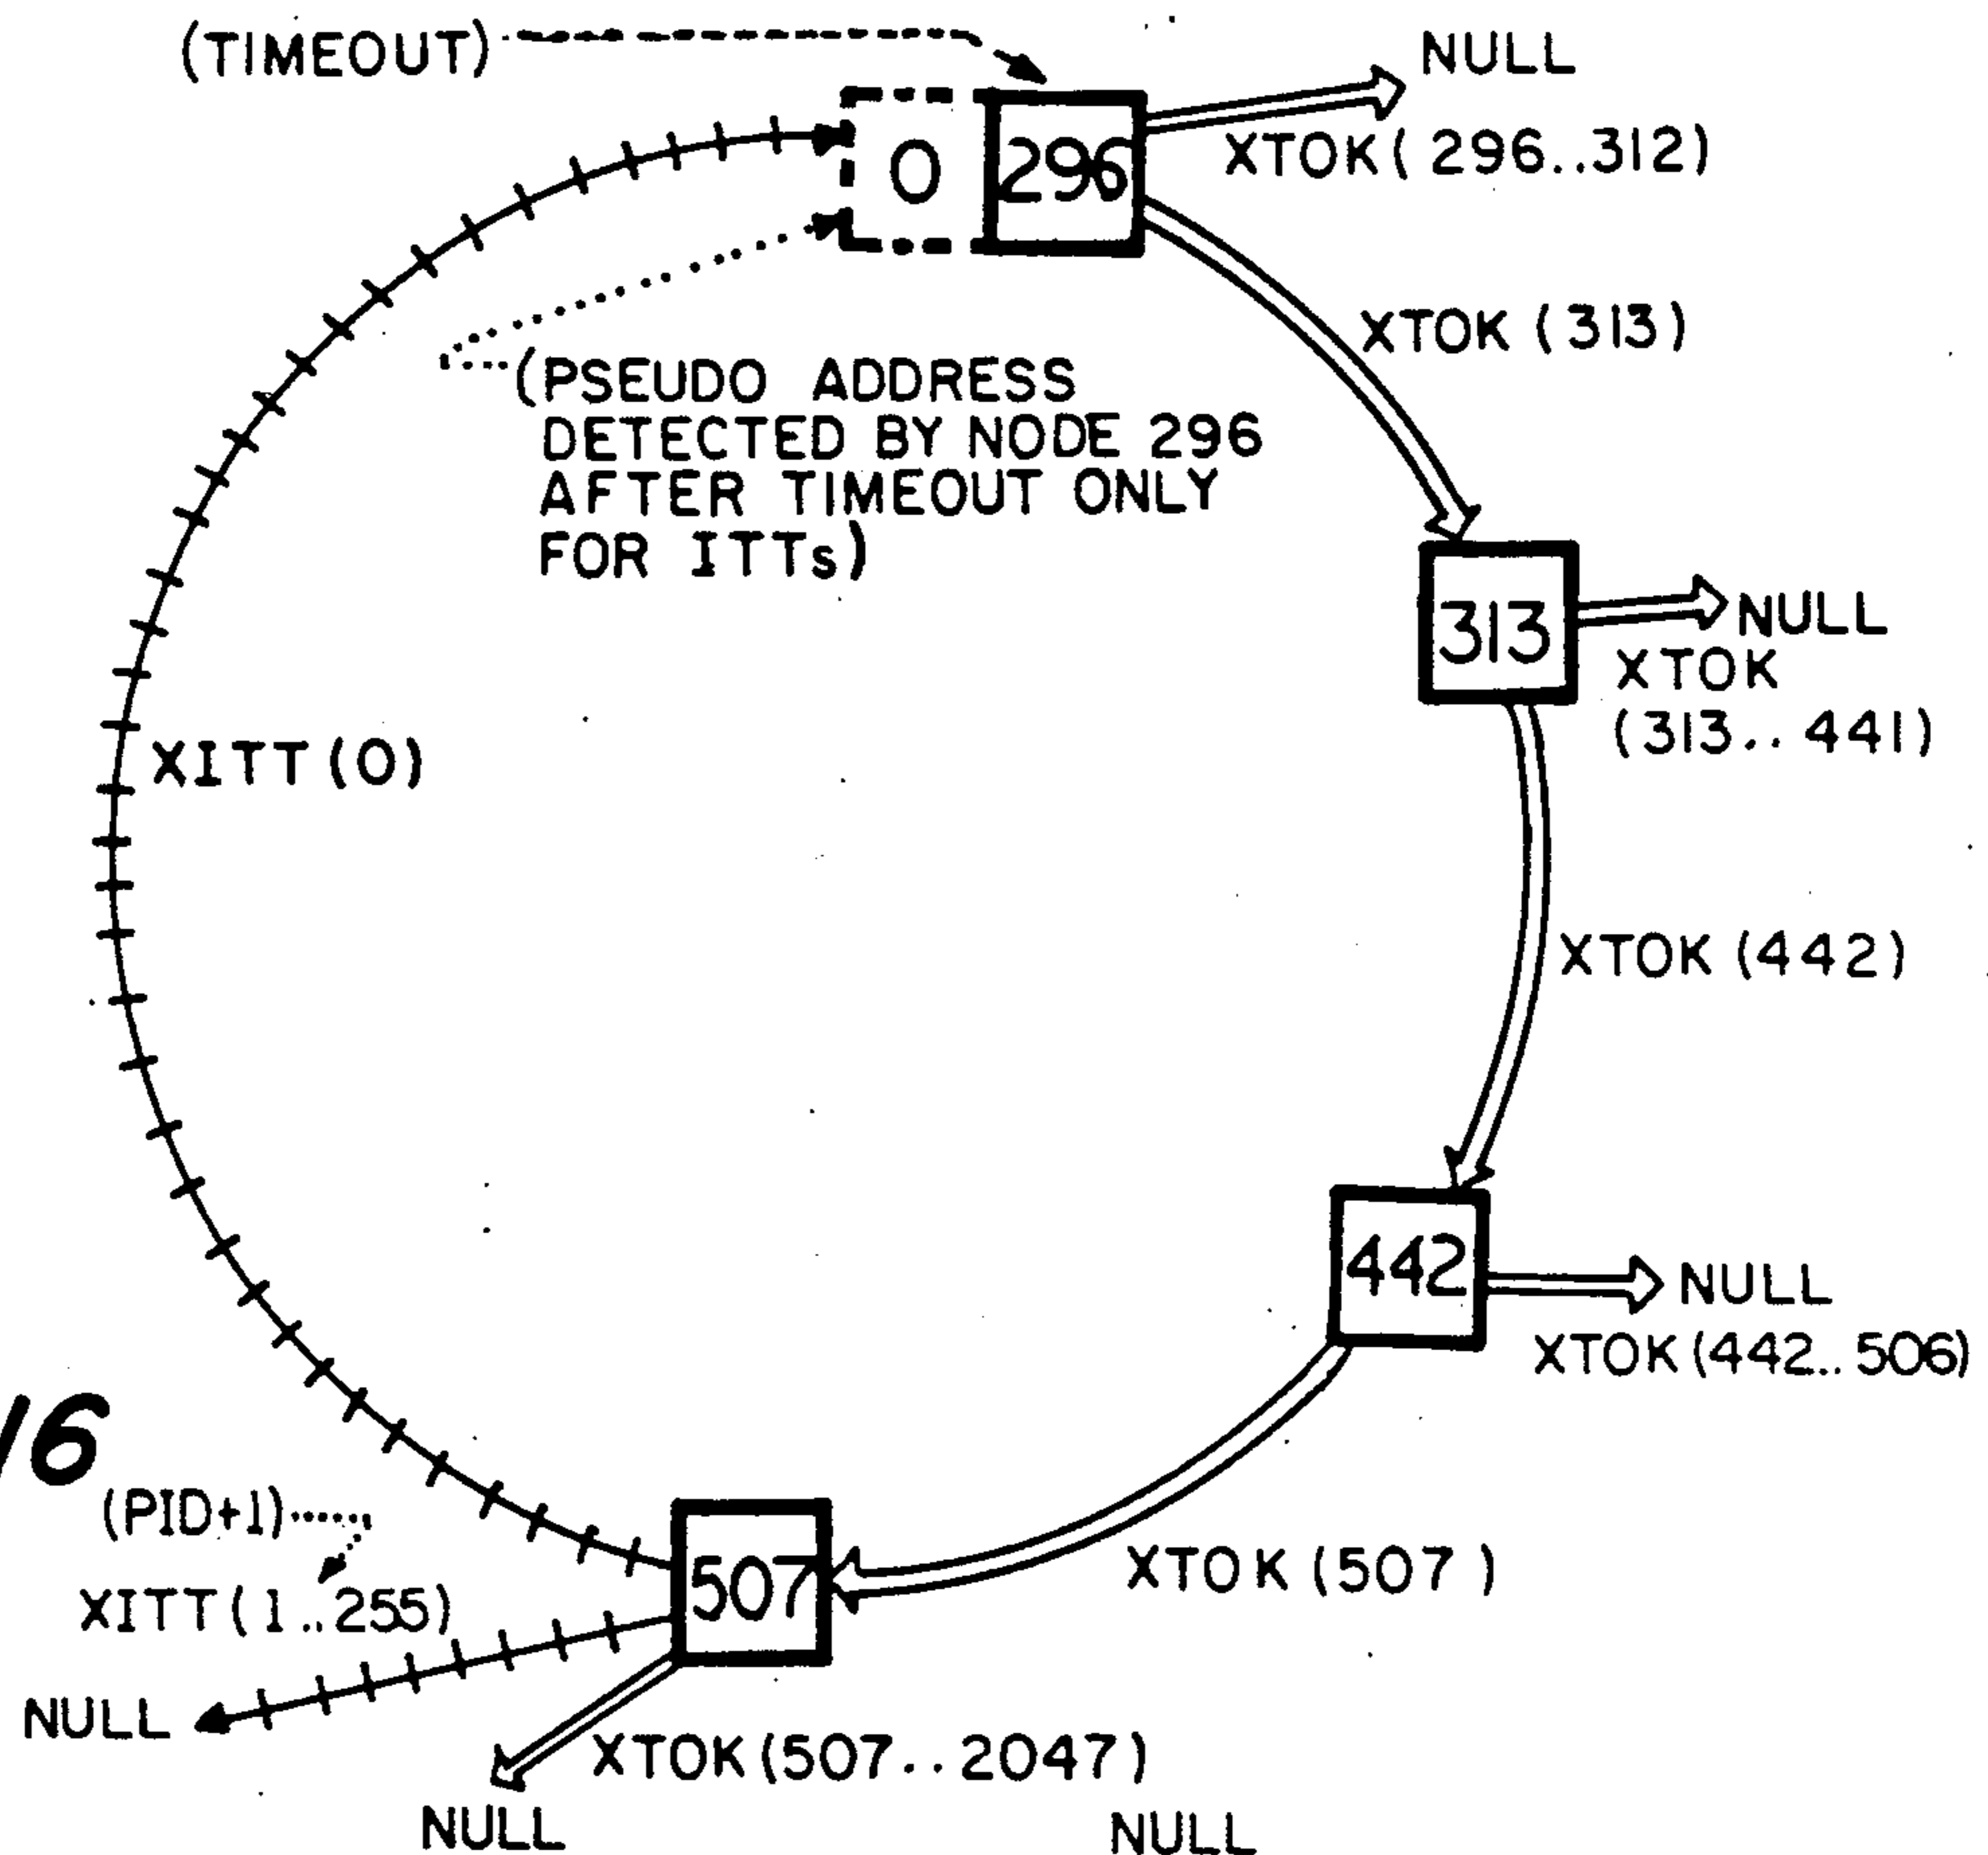 (TIMEOUT)
NULL
XTOK(296..312)
0
296
XTOK (313)
(PSEUDO ADDRESS
DETECTED BY NODE 296
AFTER TIMEOUT ONLY
FOR ITTs)
313
NULL
XTOK
(313..441)
XITT(0)
XTOK (442)
442
NULL
XTOK(442..506)
16
(PID+1)
XITT(1..255)
507
XTOK (507)
NULL
XTOK(507..2047)
NULL
NULL